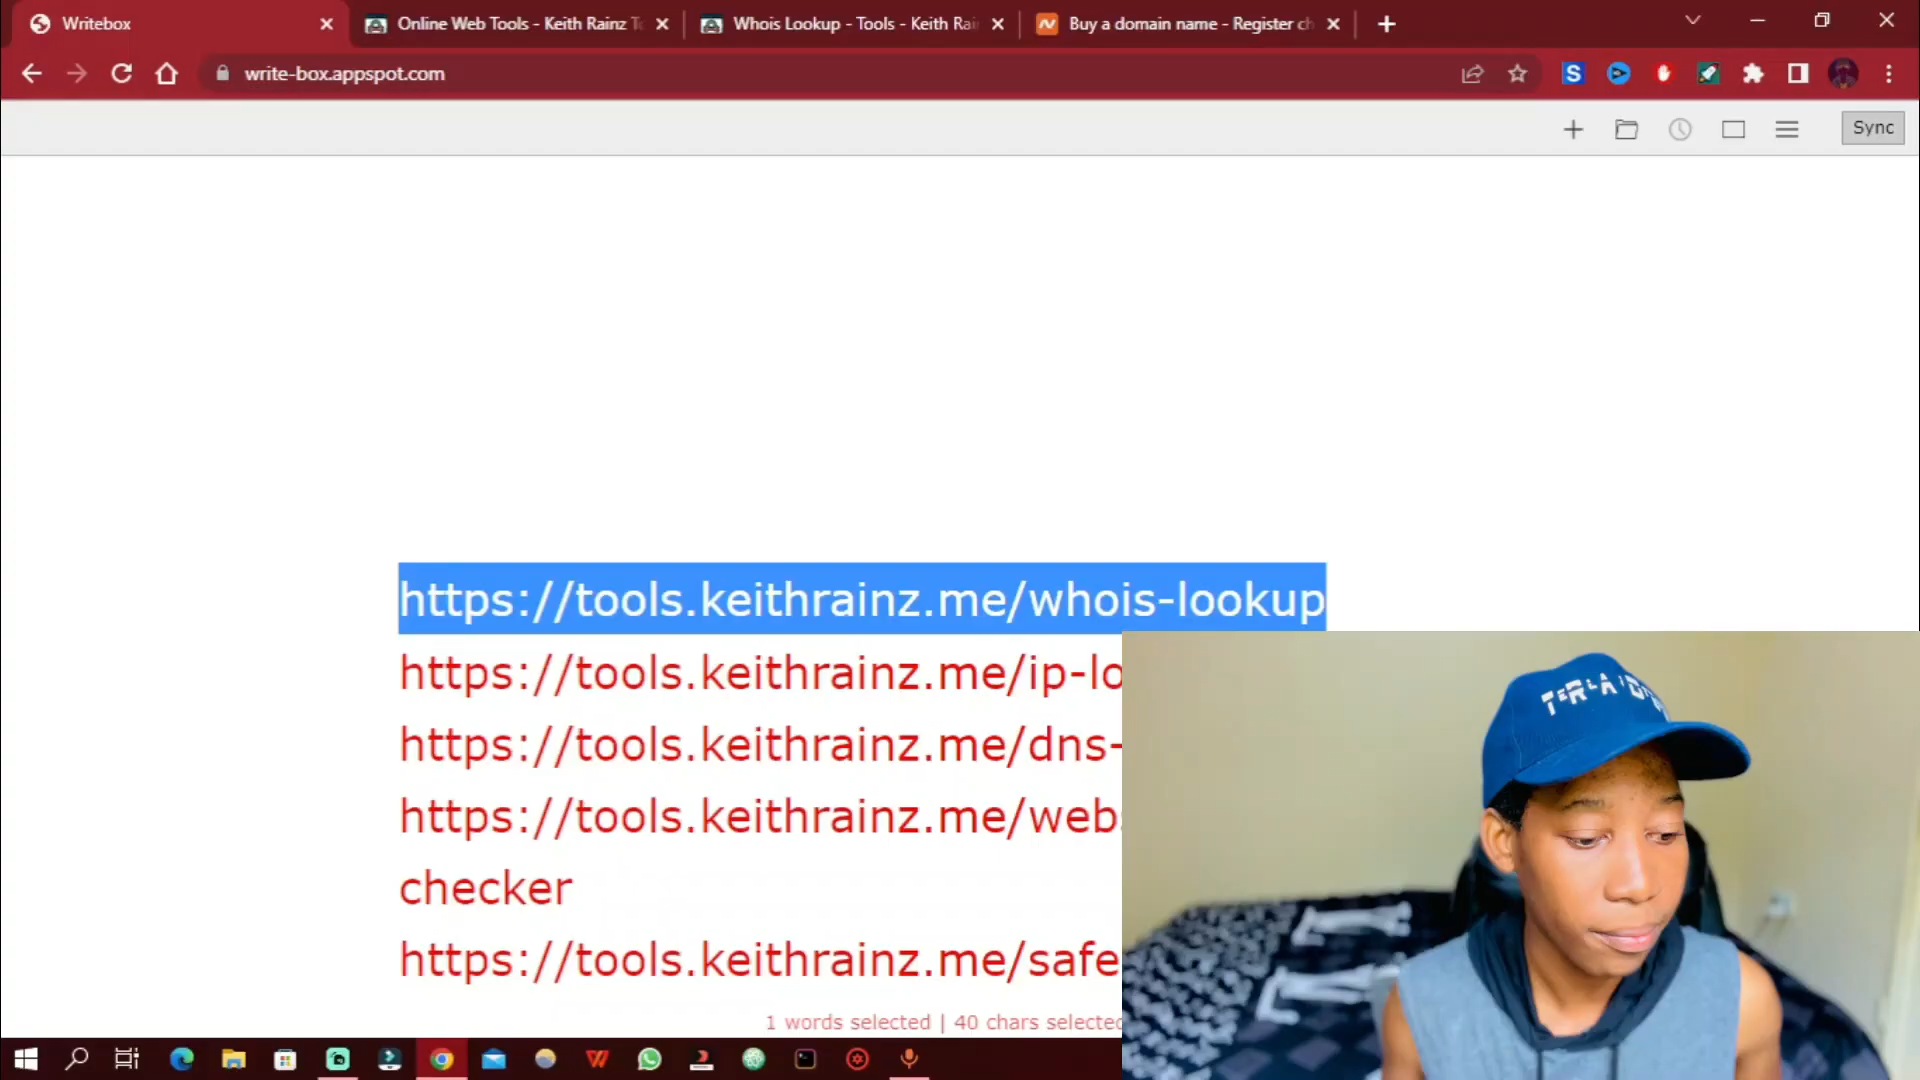 Writebox
Online Web Tools - Keith Rainz
Whois Lookup - Tools - Keith
Buy a domain name - Register
write-box.appspot.com
S
Sync
https://tools.keithrainz.me/whois-lookup
https://tools.keithrainz.me/ip-lo
https://tools.keithrainz.me/dns-
https://tools.keithrainz.me/web
checker
https://tools.keithrainz.me/safe
1 words selected | 40 chars selected